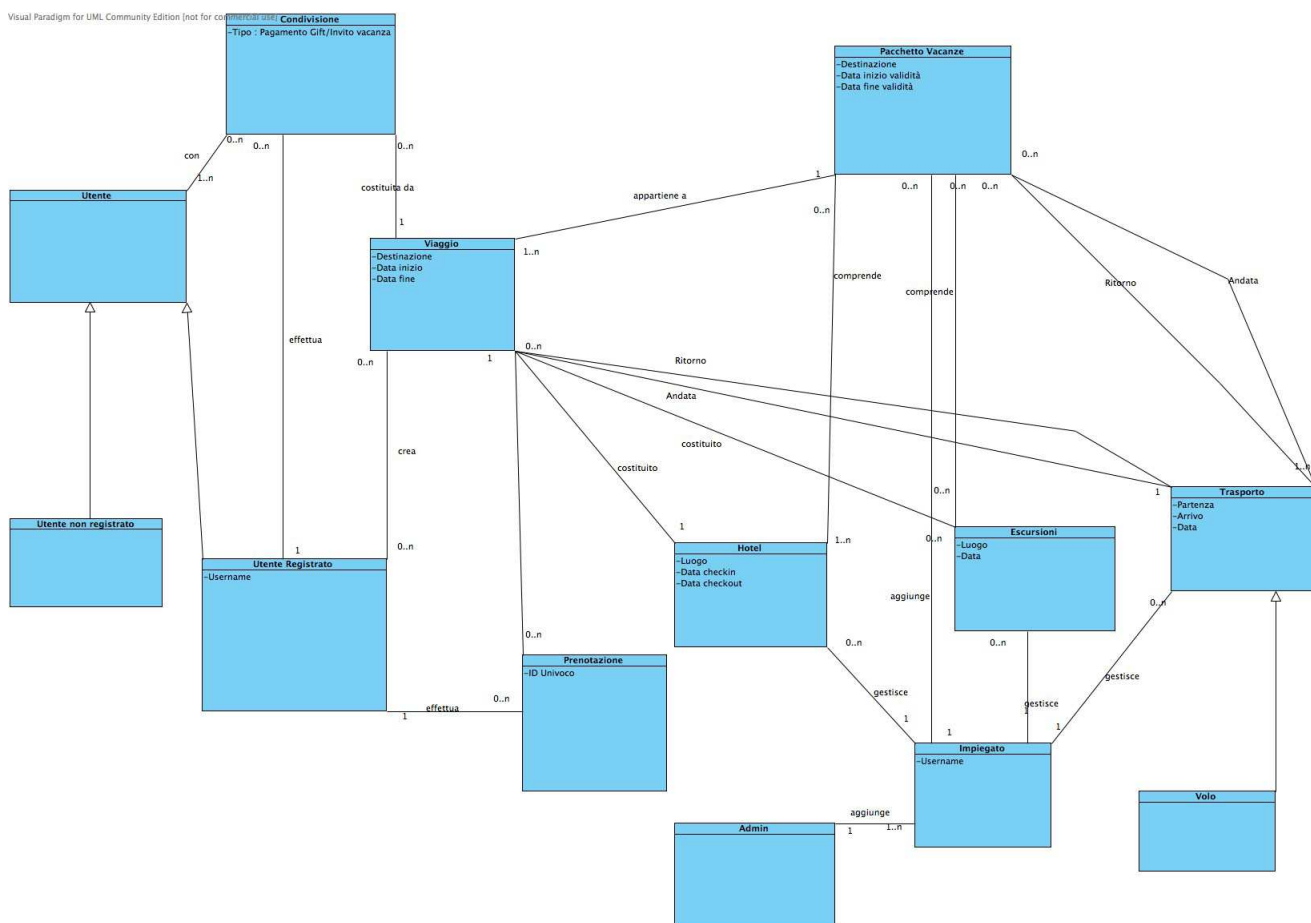 Visual Paradigm for UML Community Edition [not for commercial use]
Condivisione
-Tipo : Pagamento Gift/Invito vacanza
Pacchetto Vacanze
-Destinazione
-Data inizio validità
-Data fine validità
0..n
0..n
0..n
0..n
con
1..n
costituita da
1
1
0..n
0..n
0..n
0..n
appartiene a
0..n
Utente
Viaggio
-Destinazione
-Data inizio
-Data fine
1..n
comprende
comprende
Ritorno
Andata
effettua
0..n
1
0..n
Ritorno
Andata
crea
costituito
costituito
1..n
0..n
1
Trasporto
-Partenza
-Arrivo
-Data
Utente non registrato
1
0..n
1
Hotel
-Luogo
-Data checkin
-Data checkout
1..n
0..n
Escursioni
-Luogo
-Data
Utente Registrato
-Username
aggiunge
0..n
0..n
0..n
0..n
Prenotazione
-ID Univoco
gestisce
gestisce
gestisce
0..n
1
effettua
1
1
1
1
Impiegato
-Username
Volo
aggiunge
1
1..n
Admin